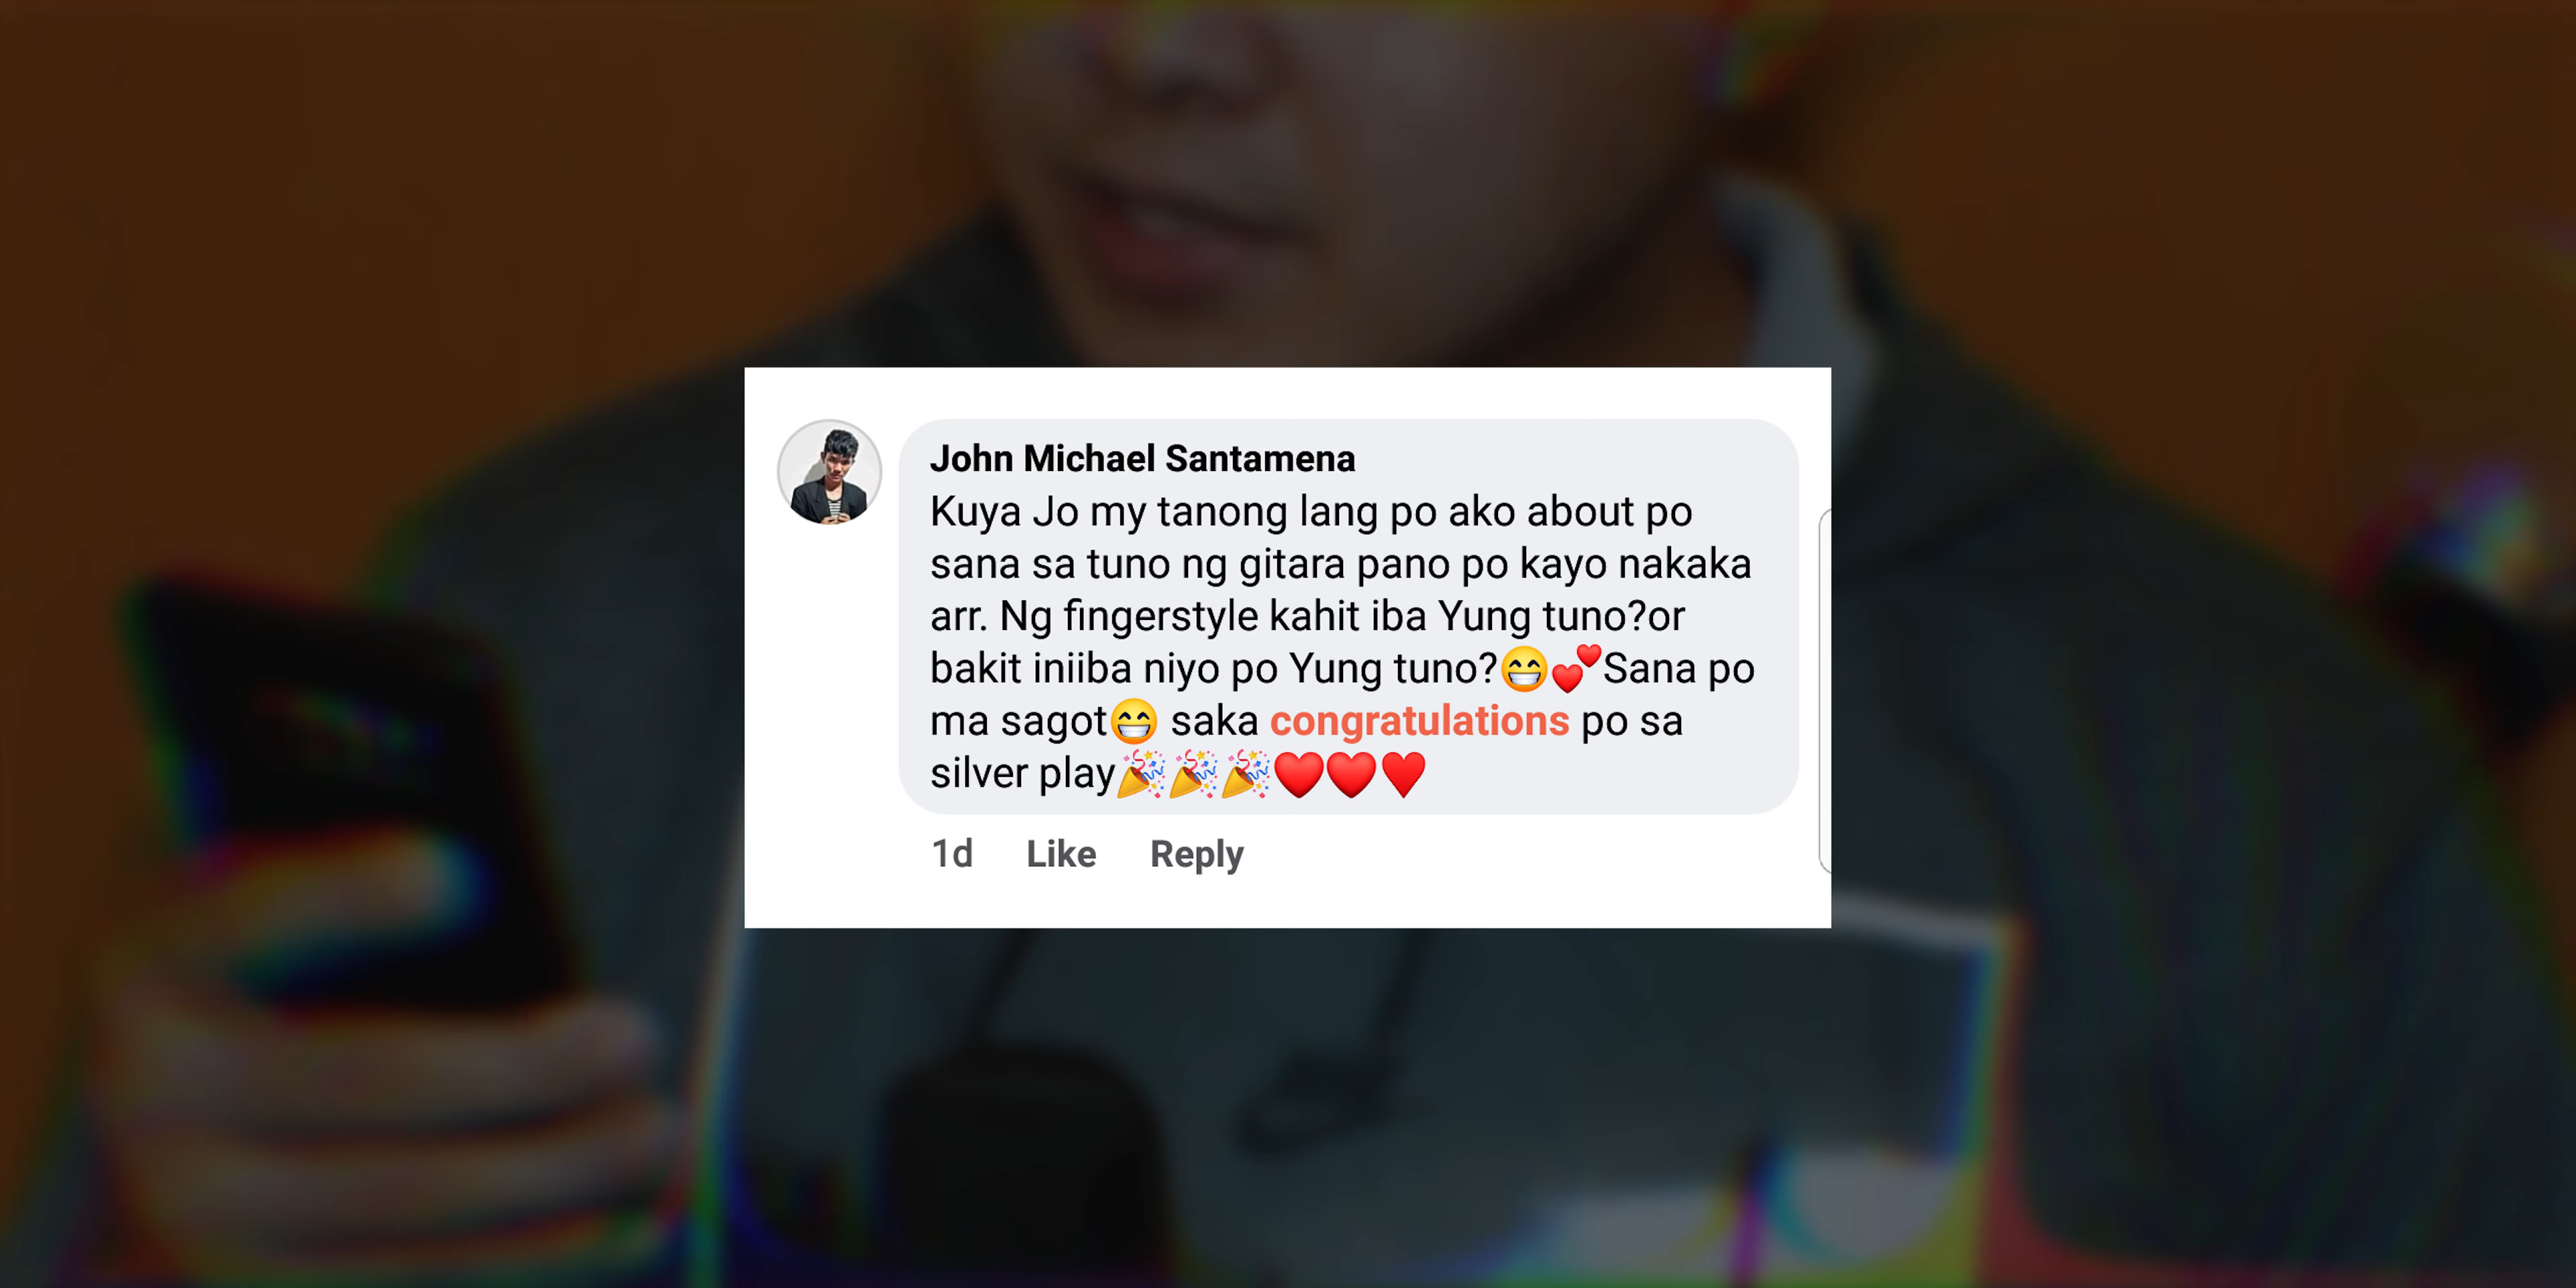 John Michael Santamena
Kuya Jo my tanong lang po ako about po
sana sa tuno ng gitara pano po kayo nakaka
arr. Ng fingerstyle kahit iba Yung tuno?or
bakit iniiba niyo po Yung tuno?😁💕Sana po
ma sagot😁 saka congratulations po sa
silver play🎉🎉🎉❤️❤️♥️
1d Like Reply